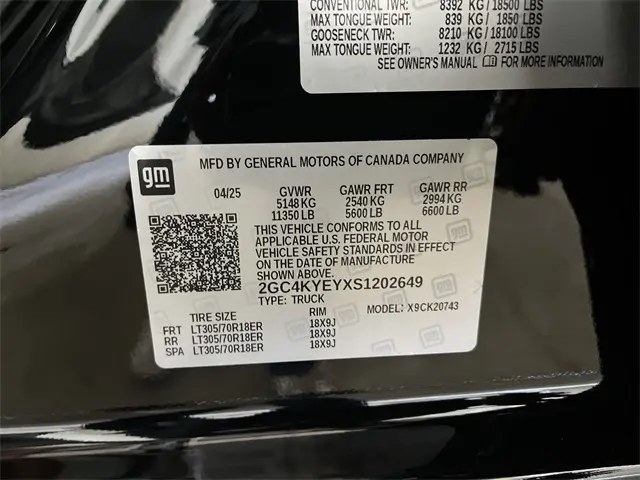 CONVENTIONAL TWR: 8392 KG / 18500 LBS
MAX TONGUE WEIGHT: 839 KG / 1850 LBS
GOOSENECK TWR: 8210 KG / 18100 LBS
MAX TONGUE WEIGHT: 1232 KG / 2715 LBS
SEE OWNER'S MANUAL FOR MORE INFORMATION
gm
MFD BY GENERAL MOTORS OF CANADA COMPANY
04/25 GVWR GAWR FRT GAWR RR
5148 KG 2540 KG 2994 KG
11350 LB 5600 LB 6600 LB
THIS VEHICLE CONFORMS TO ALL
APPLICABLE U.S. FEDERAL MOTOR
VEHICLE SAFETY STANDARDS IN EFFECT
ON THE DATE OF MANUFACTURE
SHOWN ABOVE.
2GC4KYEYXS1202649
TYPE: TRUCK MODEL: X9CK20743
TIRE SIZE RIM
FRT LT305/70R18ER 18X9J
RR LT305/70R18ER 18X9J
SPA LT305/70R18ER 18X9J